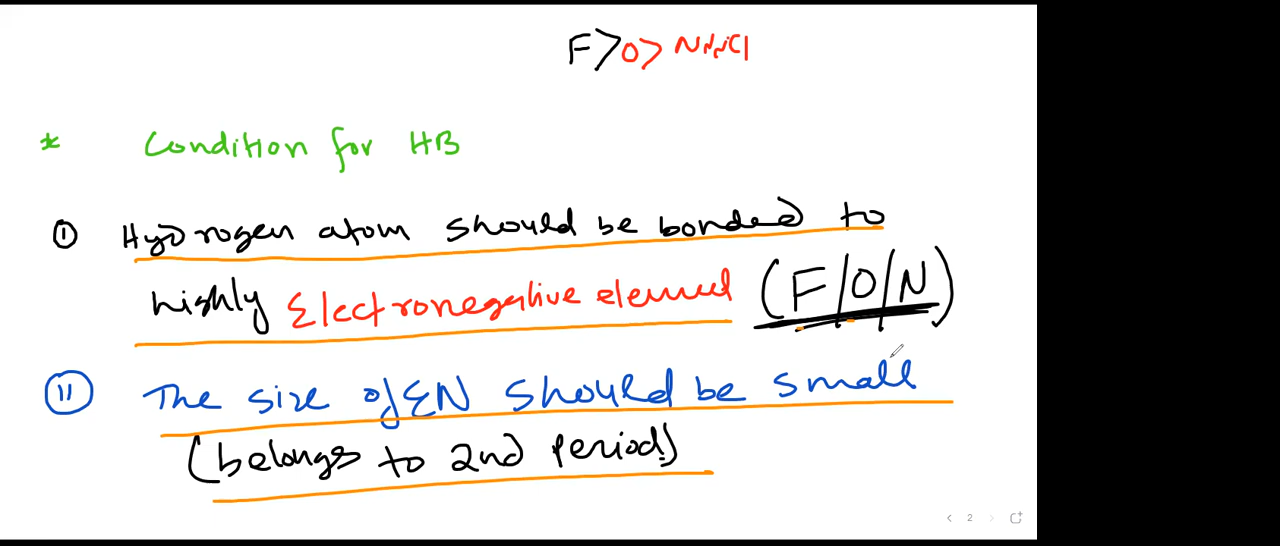 F>O> N~~Cl
* Condition for HB
(I) Hydrogen atom should be bonded to
highly Electronegative element (F/O/N)
(II) The size of EN should be small
(belongs to 2nd period)
2